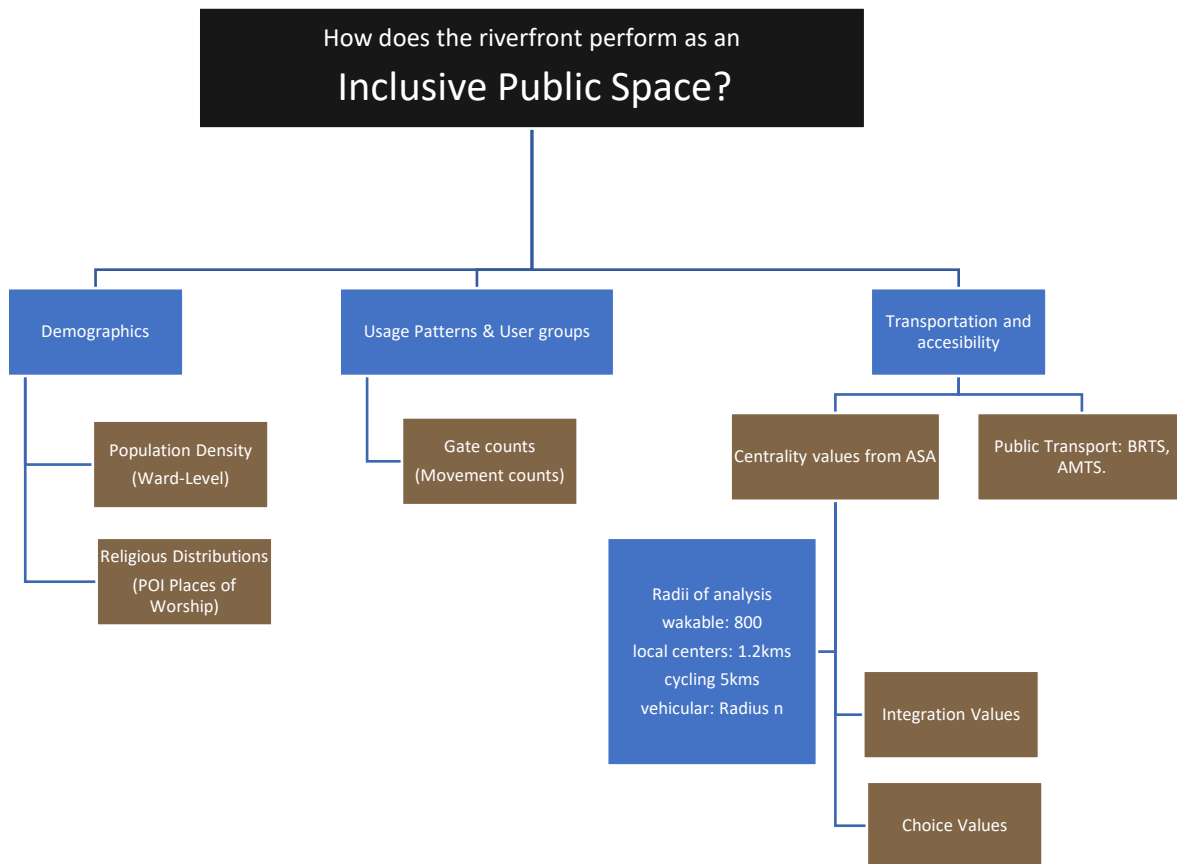 How does the riverfront perform as an
Inclusive Public Space?
Demographics
Population Density
(Ward-Level)
Religious Distributions
(POI Places of
Worship)
Usage Patterns & User groups
Gate counts
(Movement counts)
Transportation and
accesibility
Centrality values from ASA
Radii of analysis
wakable: 800
local centers: 1.2kms
cycling 5kms
vehicular: Radius n
Integration Values
Choice Values
Public Transport: BRTS,
AMTS.